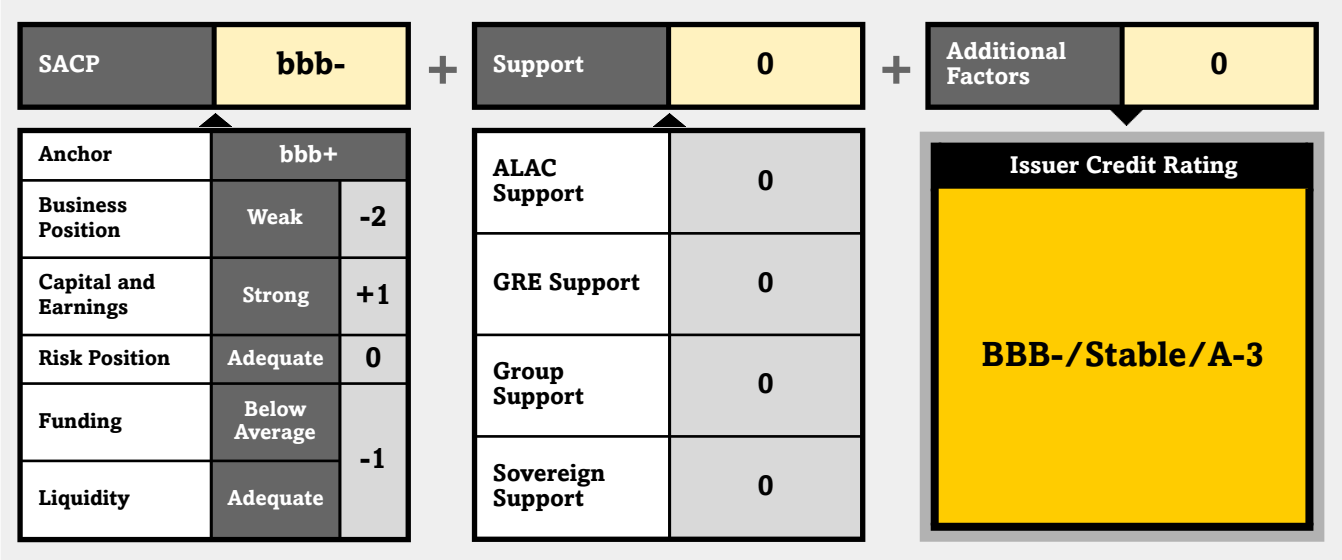 SACP
bbb-
+
Support
0
+
Additional
Factors
0
Anchor
bbb+
Business
Position
Weak
-2
Capital and
Earnings
Strong
+1
Risk Position
Adequate
0
Funding
Below
Average
-1
Liquidity
Adequate
ALAC
Support
0
GRE Support
0
Group
Support
0
Sovereign
Support
0
Issuer Credit Rating
BBB-/Stable/A-3